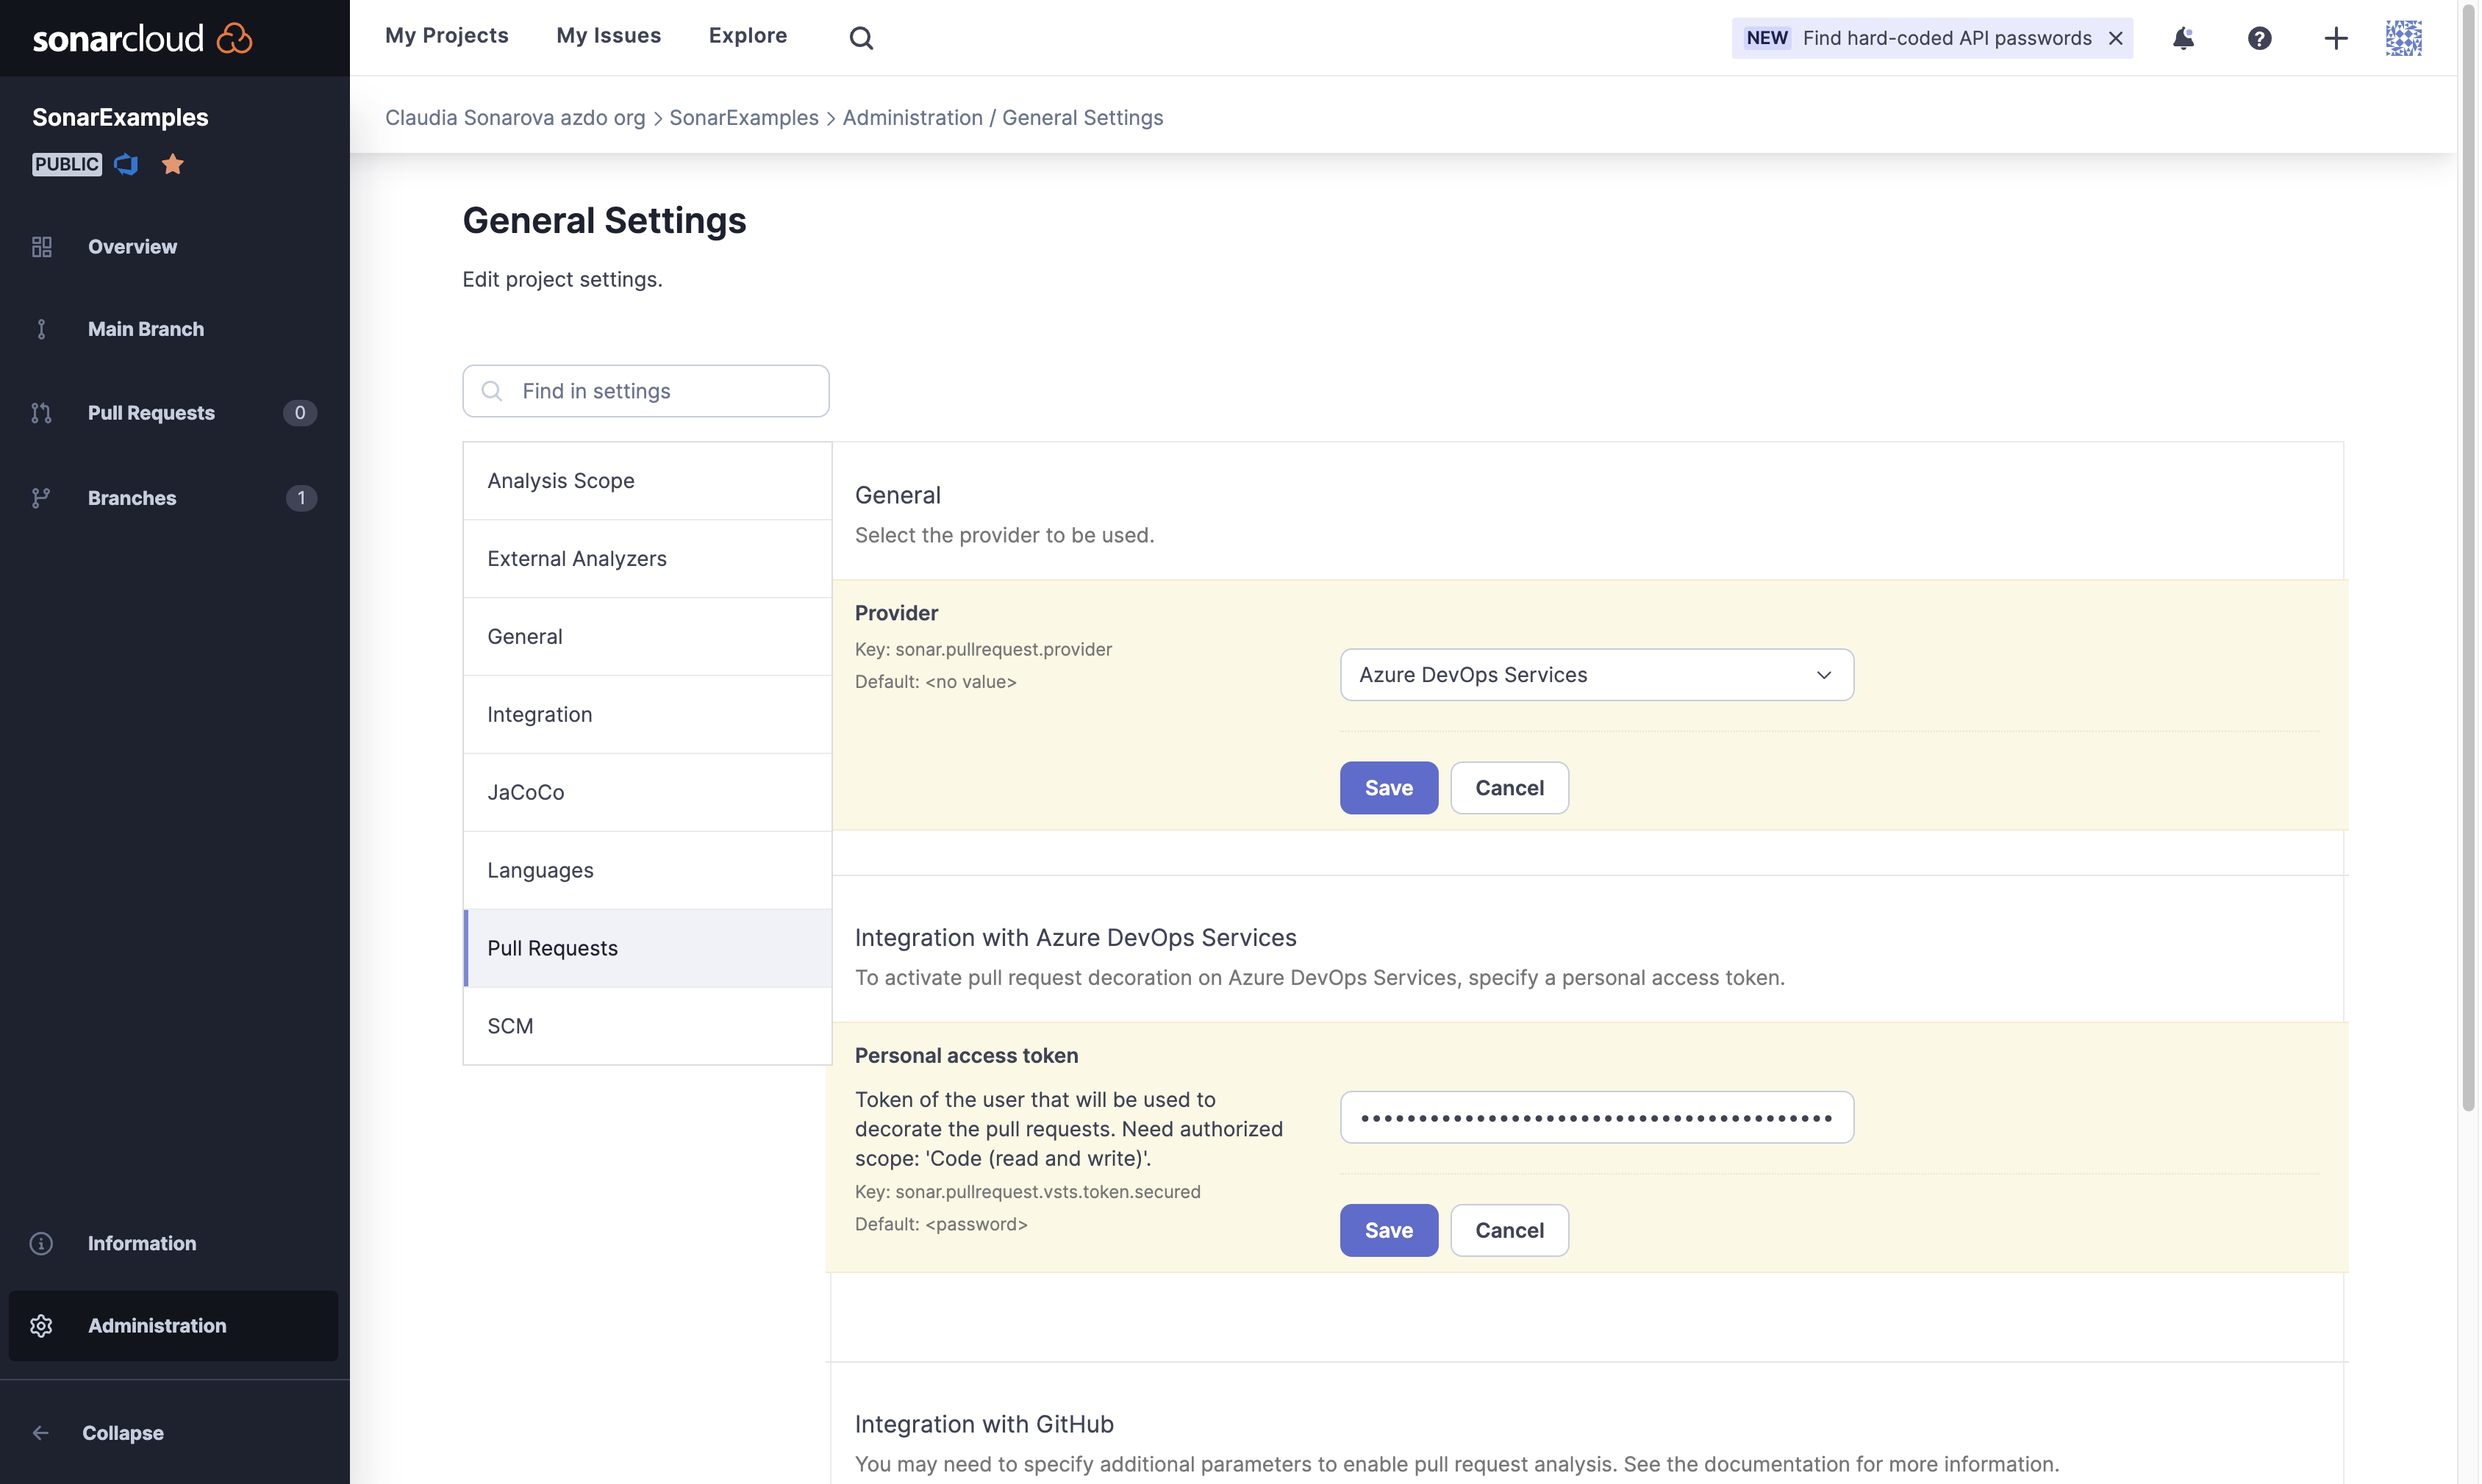 sonarcloud
My Projects
My Issues
Explore
NEW Find hard-coded API passwords
SonarExamples
PUBLIC
Claudia Sonarova azdo org > SonarExamples > Administration / General Settings
Overview
Main Branch
Pull Requests 0
Branches 1
Information
Administration
Collapse
General Settings
Edit project settings.
Find in settings
Analysis Scope
External Analyzers
General
Integration
JaCoCo
Languages
Pull Requests
SCM
General
Select the provider to be used.
Provider
Key: sonar.pullrequest.provider
Default: <no value>
Azure DevOps Services
Save
Cancel
Integration with Azure DevOps Services
To activate pull request decoration on Azure DevOps Services, specify a personal access token.
Personal access token
Token of the user that will be used to
decorate the pull requests. Need authorized
scope: 'Code (read and write)'.
Key: sonar.pullrequest.vsts.token.secured
Default: <password>
Save
Cancel
Integration with GitHub
You may need to specify additional parameters to enable pull request analysis. See the documentation for more information.